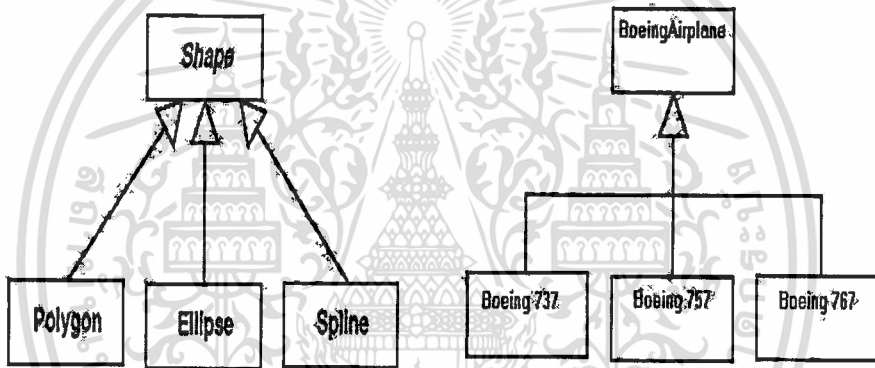 Shape
BoeingAirplane
Polygon
Ellipse
Spline
Boeing 737
Boeing 757
Boeing 767